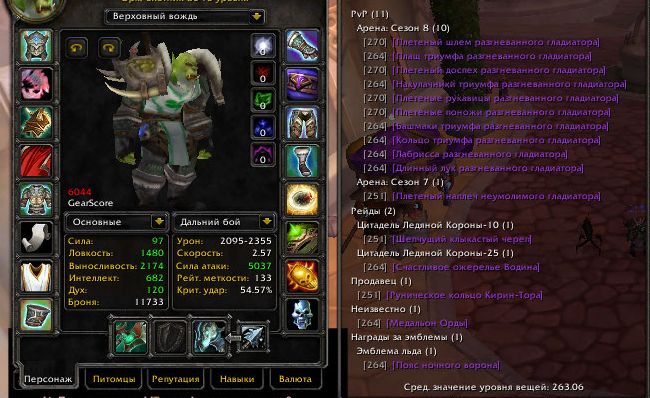 Верховный вождь
0
0
0
0
6044
GearScore
Основные
Сила: 97
Ловкость: 1480
Выносливость: 2174
Интеллект: 682
Дух: 120
Броня: 11733
Дальний бой
Урон: 2095-2355
Скорость: 2.57
Сила атаки: 5037
Рейт. меткости: 133
Крит. удар: 54.57%
Персонаж
Питомцы
Репутация
Навыки
Валюта
PvP (11)
Арена: Сезон 8 (10)
[270] [Плетеный шлем разгневанного гладиатора]
[264] [Плащ триумфа разгневанного гладиатора]
[270] [Плетеный доспех разгневанного гладиатора]
[264] [Накулачники триумфа разгневанного гладиатора]
[270] [Плетеные рукавицы разгневанного гладиатора]
[270] [Плетеные поножи разгневанного гладиатора]
[264] [Башмаки триумфа разгневанного гладиатора]
[264] [Кольцо триумфа разгневанного гладиатора]
[264] [Лабрисса разгневанного гладиатора]
[264] [Длинный лук разгневанного гладиатора]
Арена: Сезон 7 (1)
[251] [Плетеный наплеч неумолимого гладиатора]
Рейды (2)
Цитадель Ледяной Короны-10 (1)
[251] [Шепчущий клыкастый череп]
Цитадель Ледяной Короны-25 (1)
[264] [Счастливое ожерелье Водина]
Продавец (1)
[251] [Руническое кольцо Кирин-Тора]
Неизвестно (1)
[264] [Медальон Орды]
Награды за эмблемы (1)
Эмблема льда (1)
[264] [Пояс ночного ворона]
Сред. значение уровня вещей: 263.06